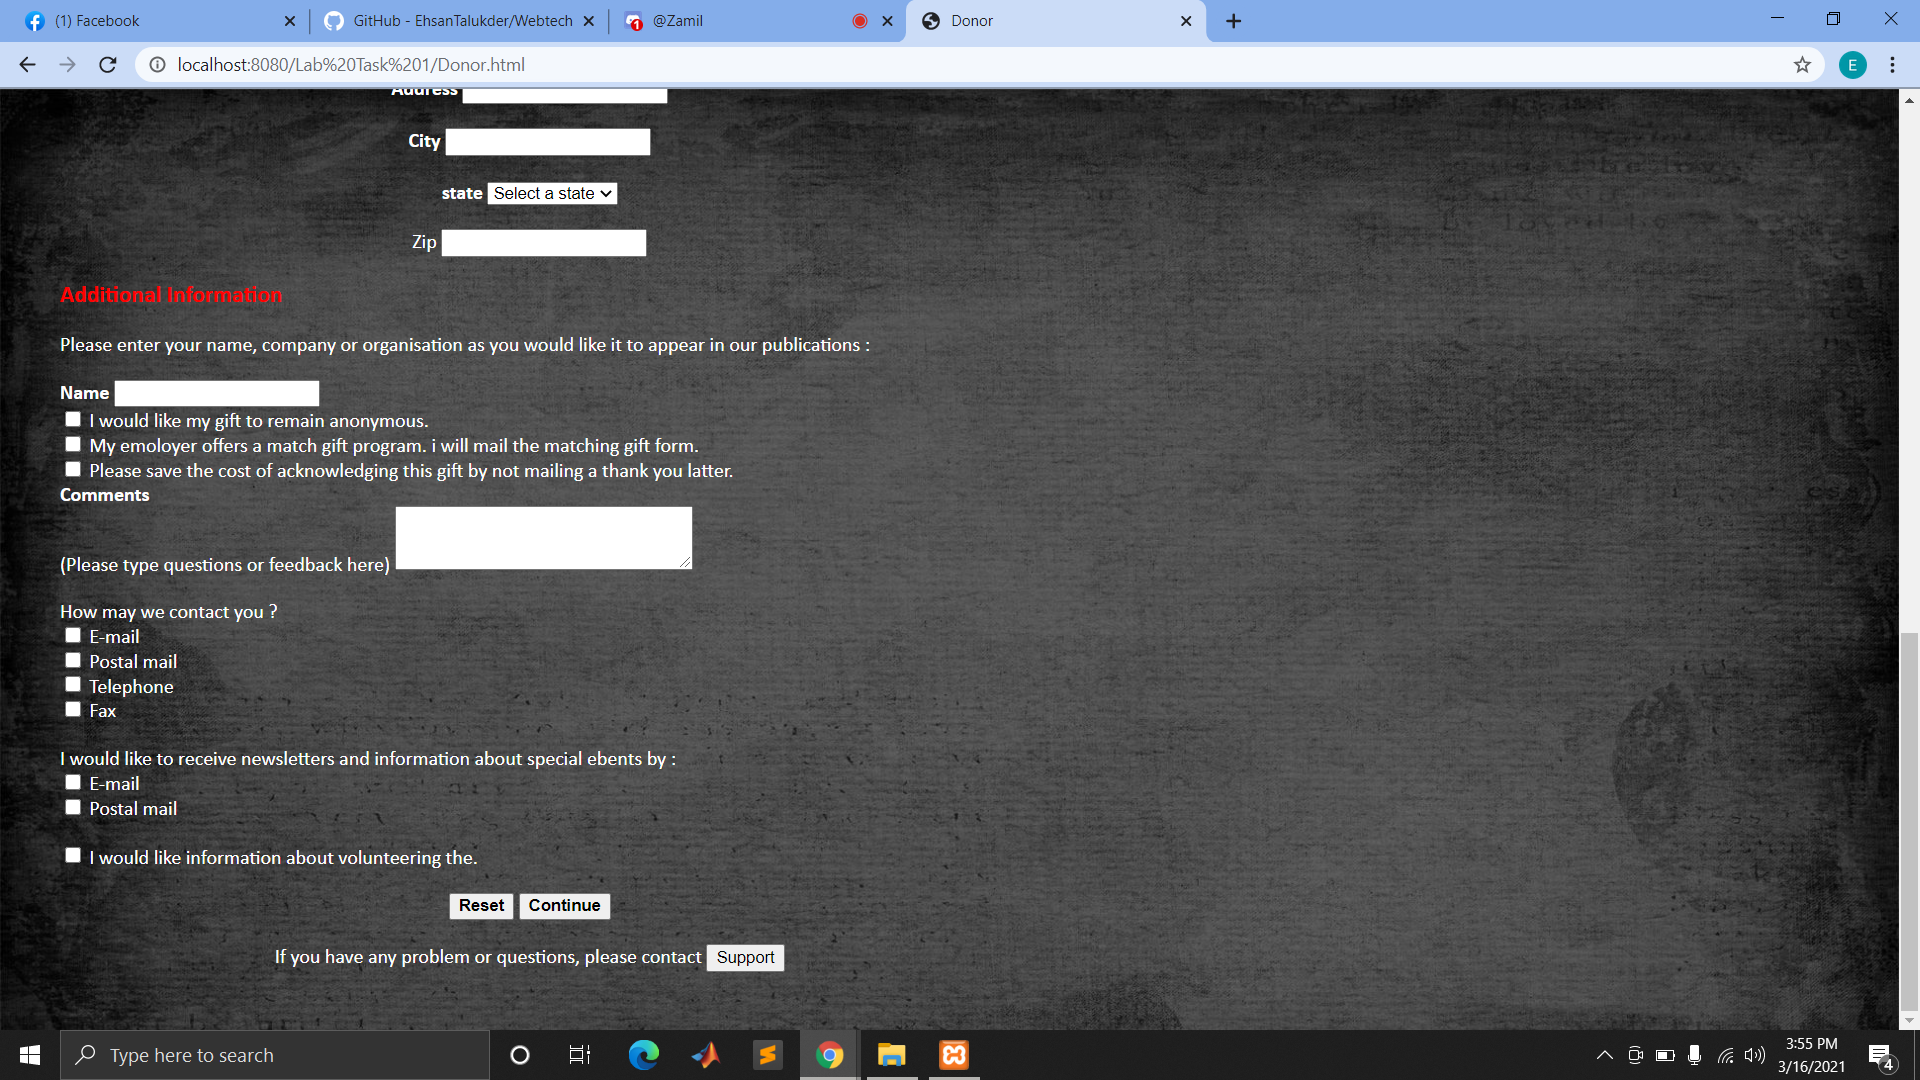 (1) Facebook
GitHub - EhsanTalukder/Webtech
@Zamil
Donor
localhost:8080/Lab%20Task%201/Donor.html
E
Address
City
state Select a state
Zip
Additional Information
Please enter your name, company or organisation as you would like it to appear in our publications :
Name
I would like my gift to remain anonymous.
My emoloyer offers a match gift program. i will mail the matching gift form.
Please save the cost of acknowledging this gift by not mailing a thank you latter.
Comments
(Please type questions or feedback here)
How may we contact you ?
E-mail
Postal mail
Telephone
Fax
I would like to receive newsletters and information about special ebents by :
E-mail
Postal mail
I would like information about volunteering the.
Reset Continue
If you have any problem or questions, please contact Support
Type here to search
3:55 PM
3/16/2021
4